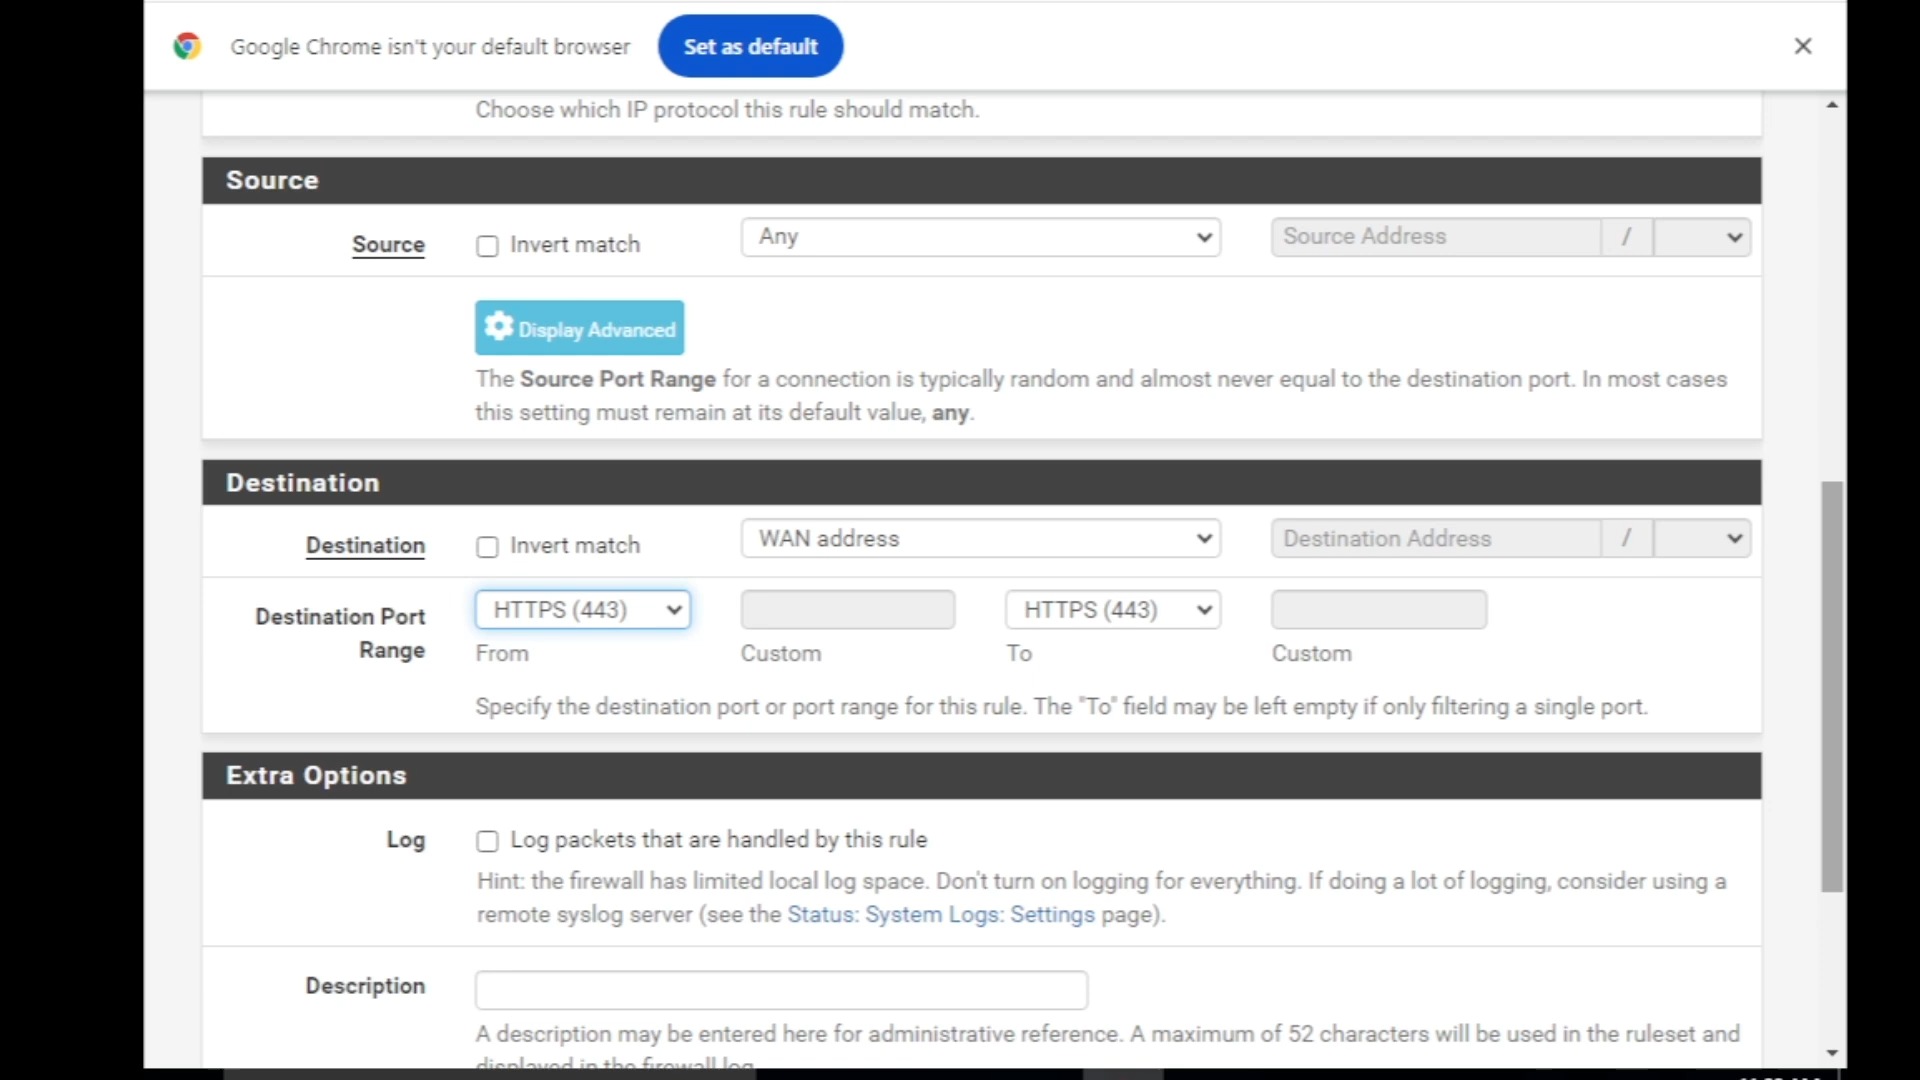 Google Chrome isn't your default browser Set as default
Choose which IP protocol this rule should match.
Source
Source Invert match Any Source Address /
Display Advanced
The Source Port Range for a connection is typically random and almost never equal to the destination port. In most cases
this setting must remain at its default value, any.
Destination
Destination Invert match WAN address Destination Address /
Destination Port HTTPS (443) HTTPS (443)
Range From Custom To Custom
Specify the destination port or port range for this rule. The "To" field may be left empty if only filtering a single port.
Extra Options
Log Log packets that are handled by this rule
Hint: the firewall has limited local log space. Don't turn on logging for everything. If doing a lot of logging, consider using a
remote syslog server (see the Status: System Logs: Settings page).
Description
A description may be entered here for administrative reference. A maximum of 52 characters will be used in the ruleset and
displayed in the firewall log.